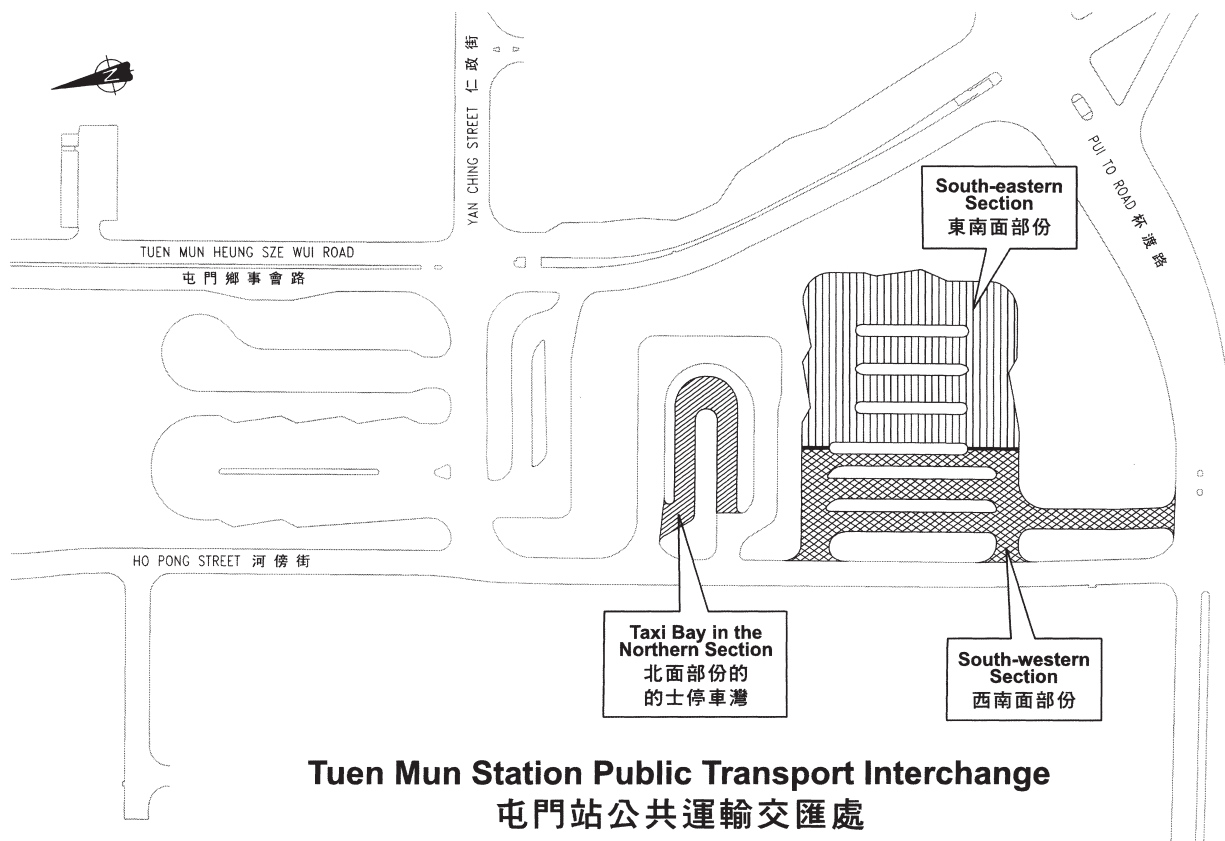 N
YAN CHING STREET 仁政街
PUI TO ROAD 杯渡路
South-eastern
Section
東南面部份
TUEN MUN HEUNG SZE WUI ROAD
屯門鄉事會路
HO PONG STREET 河傍街
Taxi Bay in the
Northern Section
北面部份的
的士停車灣
South-western
Section
西南面部份
Tuen Mun Station Public Transport Interchange
屯門站公共運輸交匯處